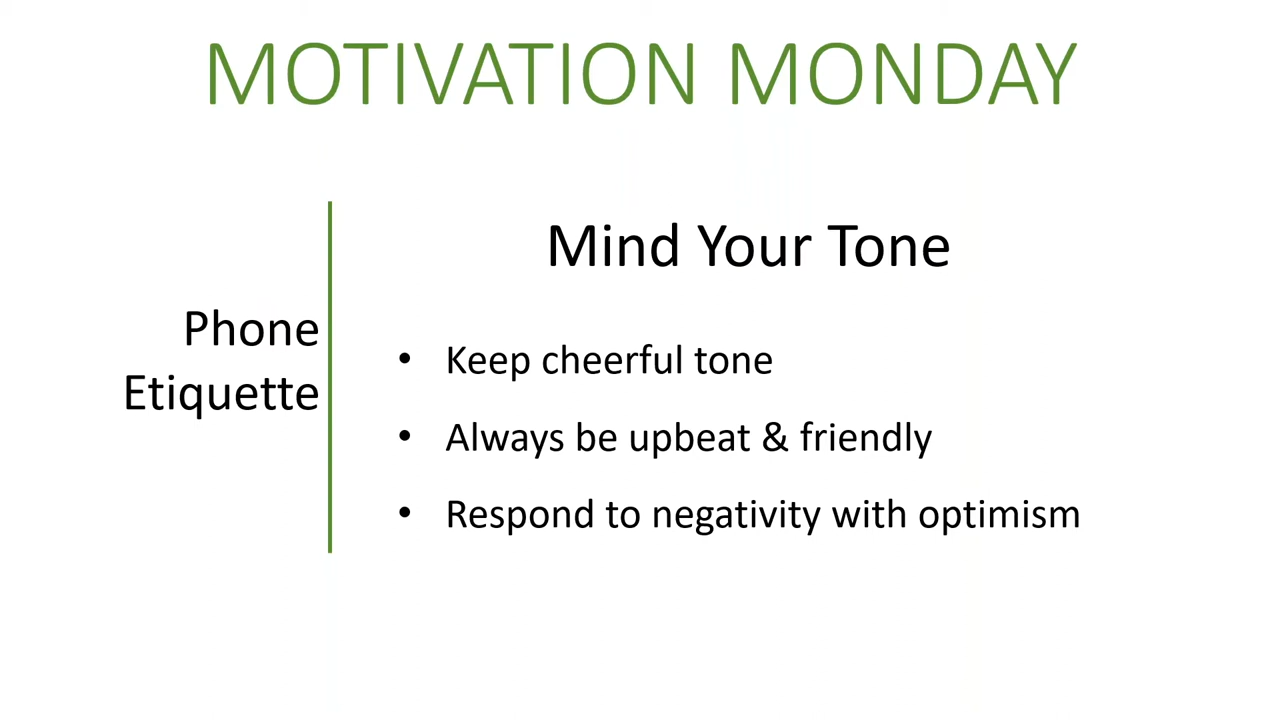 MOTIVATION MONDAY
Phone
Etiquette
Mind Your Tone
• Keep cheerful tone
• Always be upbeat & friendly
• Respond to negativity with optimism